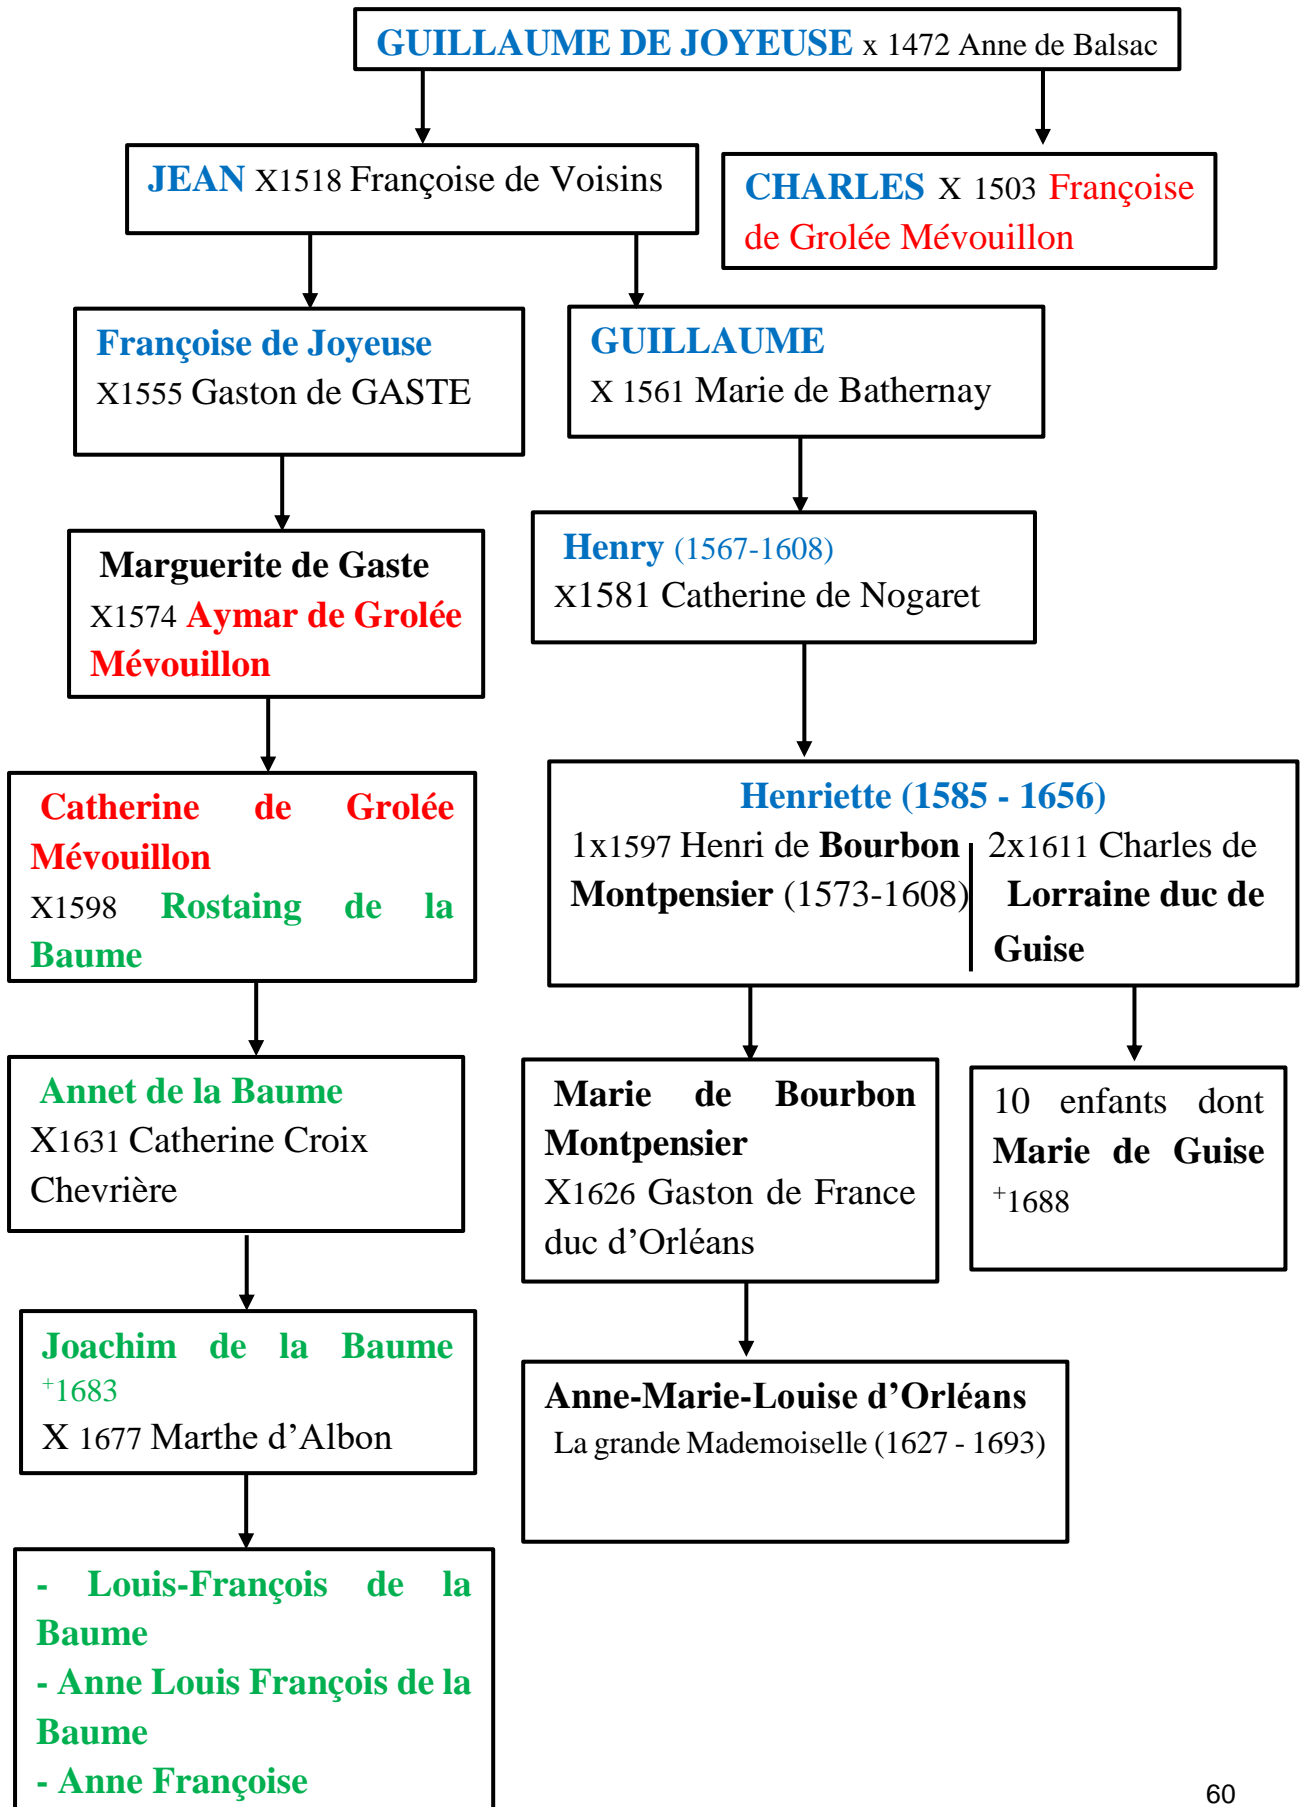 GUILLAUME DE JOYEUSE x 1472 Anne de Balsac
JEAN X1518 Françoise de Voisins
CHARLES X 1503 Françoise
de Grolée Mévouillon
Françoise de Joyeuse
X1555 Gaston de GASTE
GUILLAUME
X 1561 Marie de Bathernay
Marguerite de Gaste
X1574 Aymar de Grolée
Mévouillon
Henry (1567-1608)
X1581 Catherine de Nogaret
Catherine de Grolée
Mévouillon
X1598 Rostaing de la
Baume
Henriette (1585 - 1656)
1x1597 Henri de Bourbon
Montpensier (1573-1608)
2x1611 Charles de
Lorraine duc de
Guise
Annet de la Baume
X1631 Catherine Croix
Chevrière
Marie de Bourbon
Montpensier
X1626 Gaston de France
duc d’Orléans
10 enfants dont
Marie de Guise
+1688
Joachim de la Baume
+1683
X 1677 Marthe d’Albon
Anne-Marie-Louise d’Orléans
La grande Mademoiselle (1627 - 1693)
- Louis-François de la
Baume
- Anne Louis François de la
Baume
- Anne Françoise
60